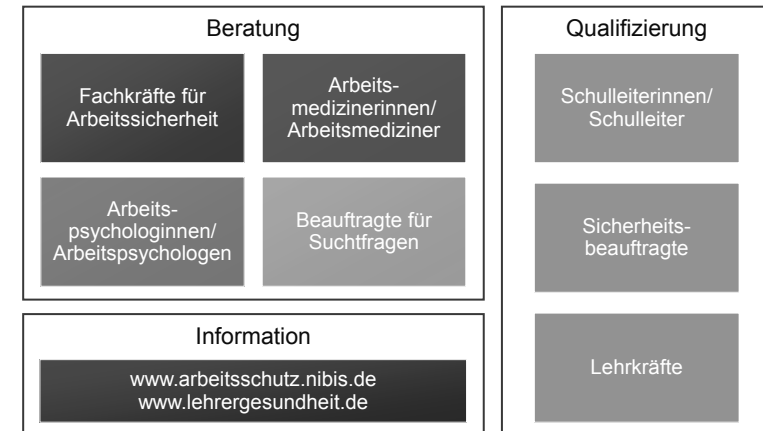 Beratung
Fachkräfte für
Arbeitssicherheit
Arbeits-
medizinerinnen/
Arbeitsmediziner
Arbeits-
psychologinnen/
Arbeitspsychologen
Beauftragte für
Suchtfragen
Information
www.arbeitsschutz.nibis.de
www.lehrergesundheit.de
Qualifizierung
Schulleiterinnen/
Schulleiter
Sicherheits-
beauftragte
Lehrkräfte